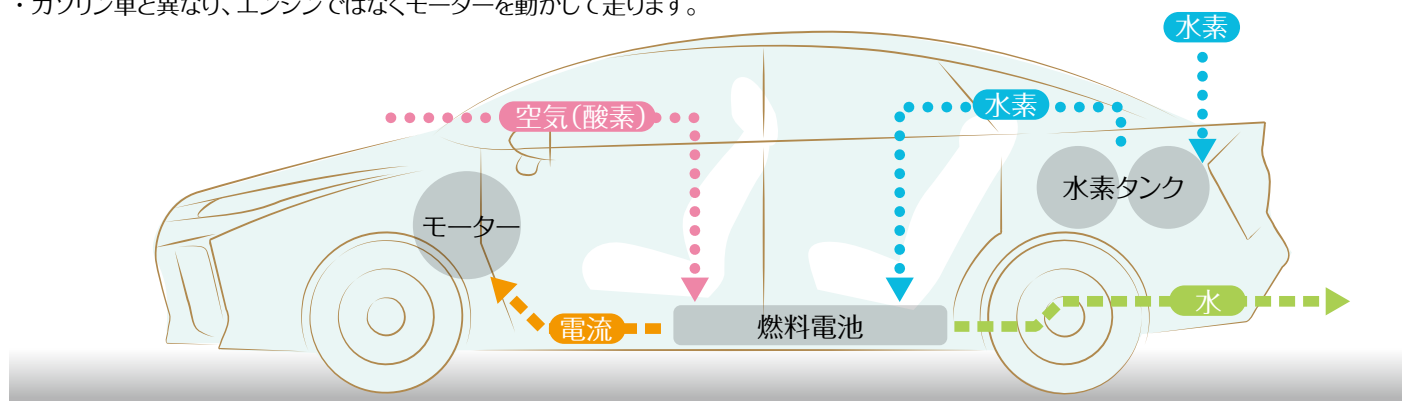 ・ガソリン車と異なり、エンジンではなくモーターを動かして走ります。
水素
空気（酸素）
水素
水素タンク
モーター
電流
燃料電池
水